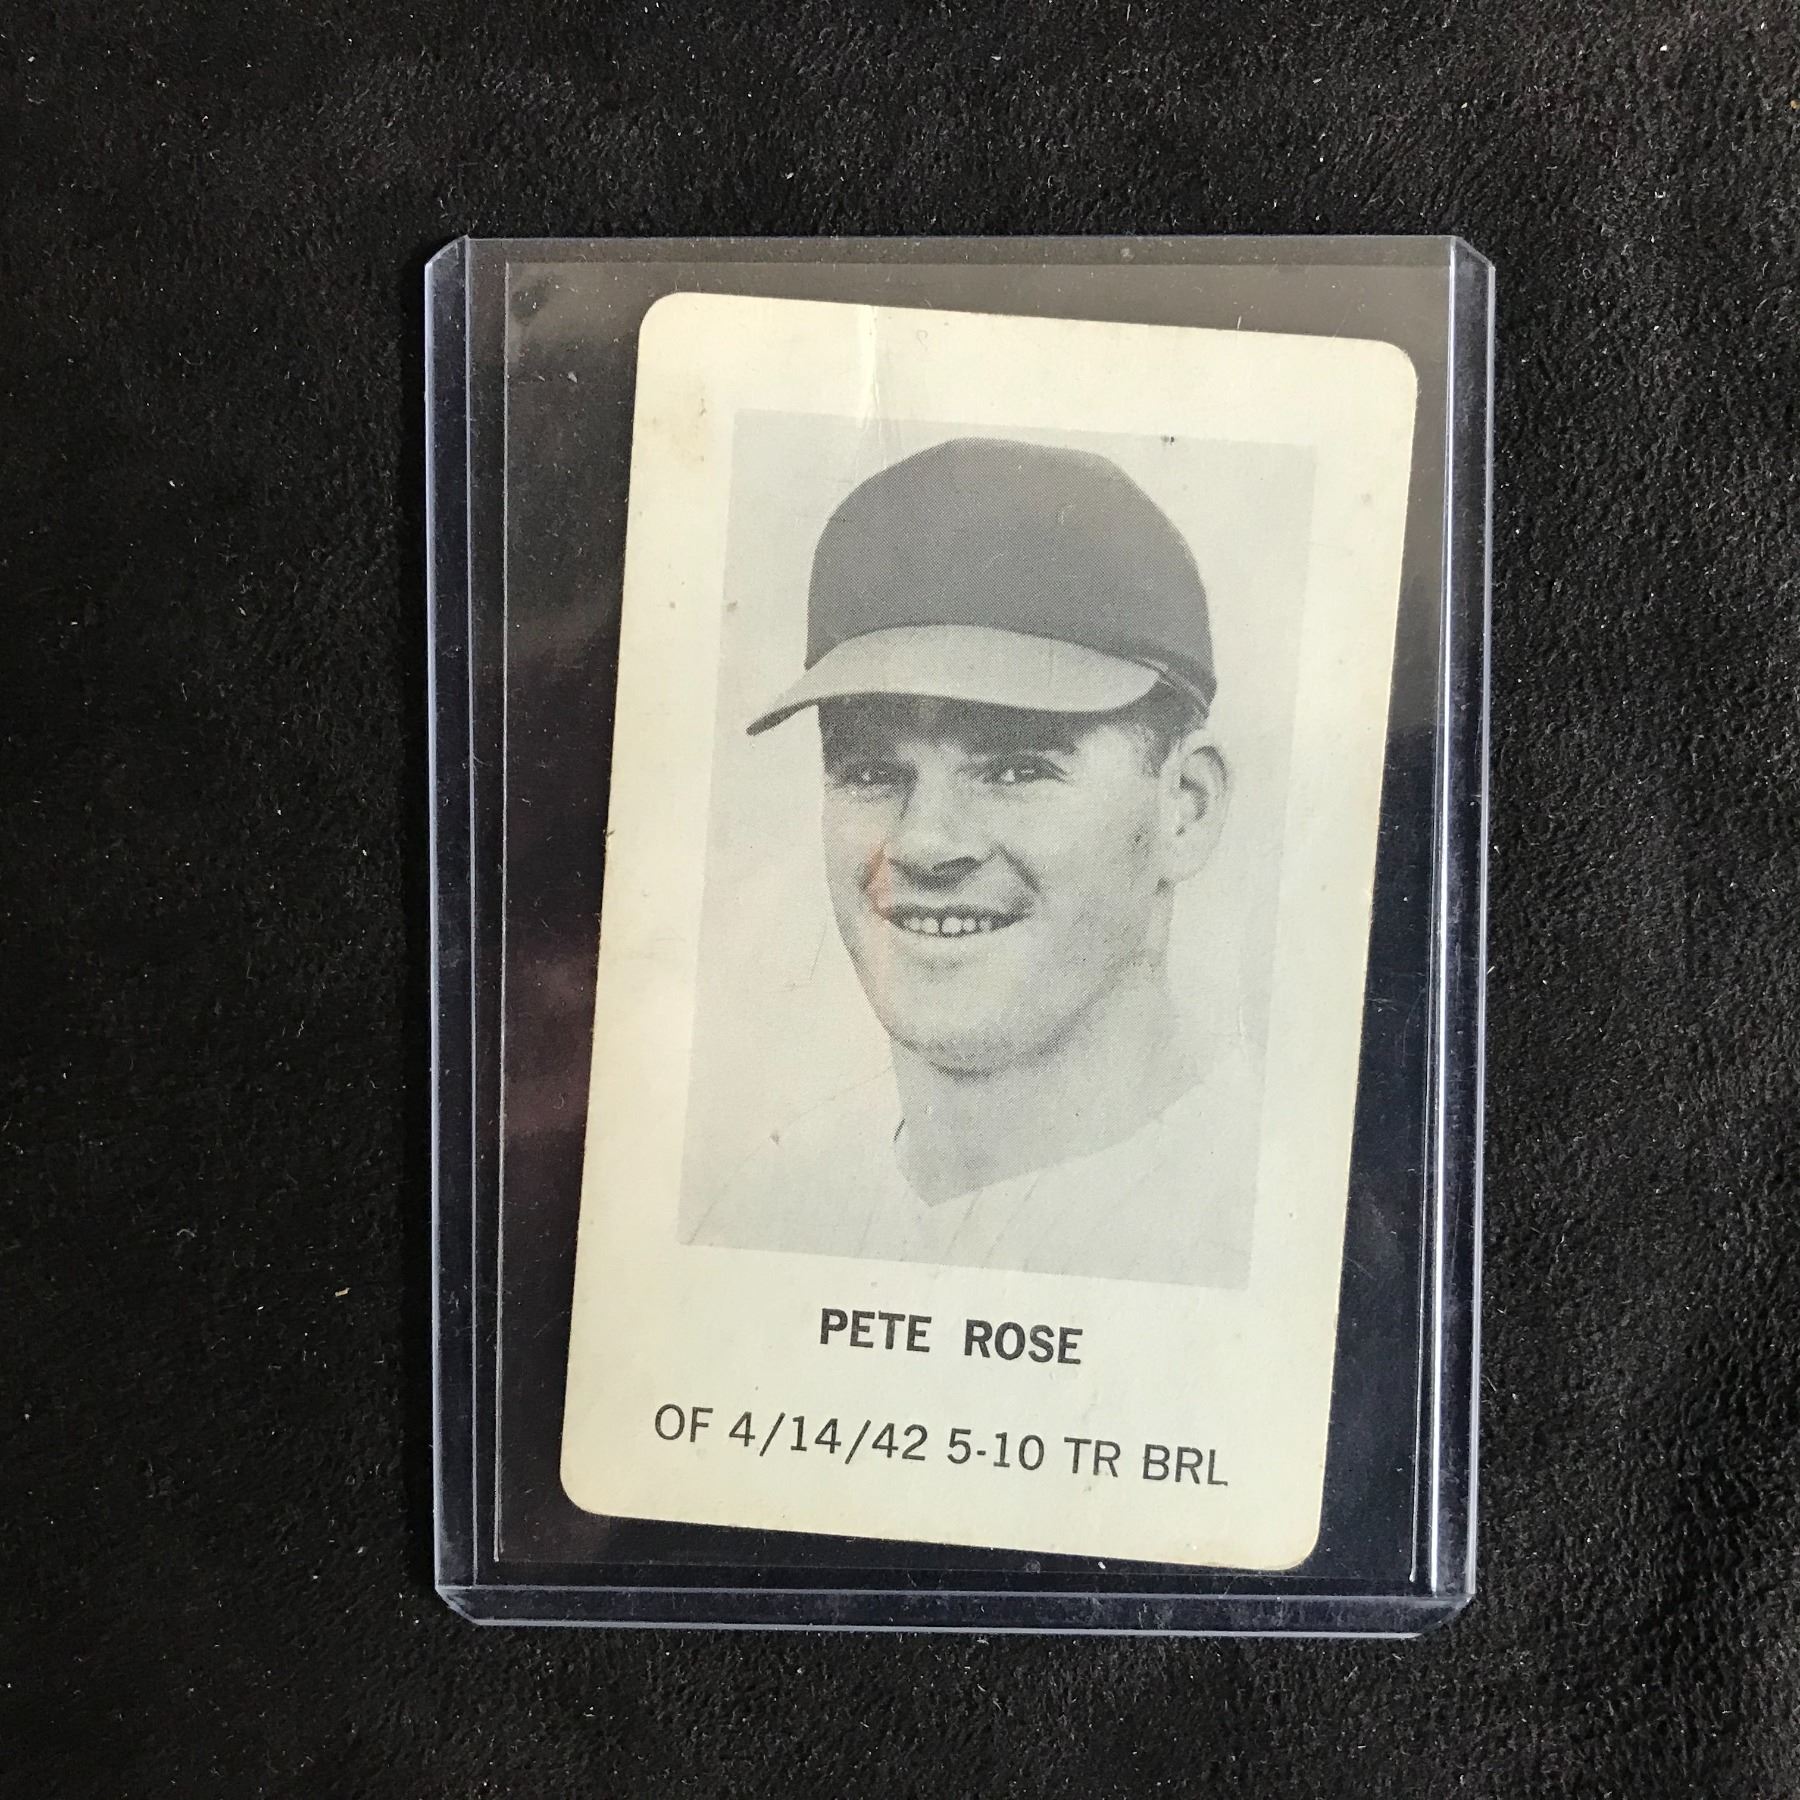 PETE ROSE
OF 4/14/42 5-10 TR BRL